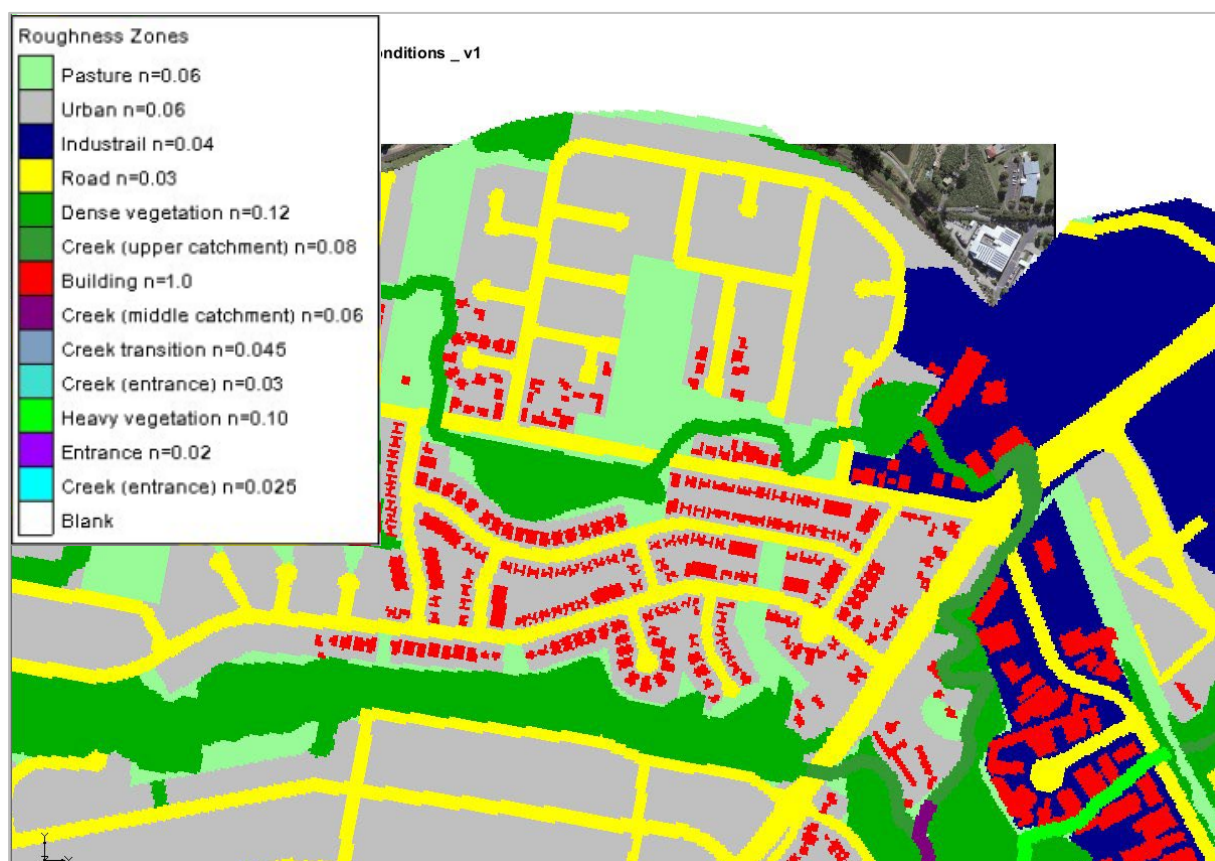 Roughness Zones
onditions _ v1
Pasture n=0.06
Urban n=0.06
Industrail n=0.04
Road n=0.03
Dense vegetation n=0.12
Creek (upper catchment) n=0.08
Building n=1.0
Creek (middle catchment) n=0.06
Creek transition n=0.045
Creek (entrance) n=0.03
Heavy vegetation n=0.10
Entrance n=0.02
Creek (entrance) n=0.025
Blank
Y
Z X